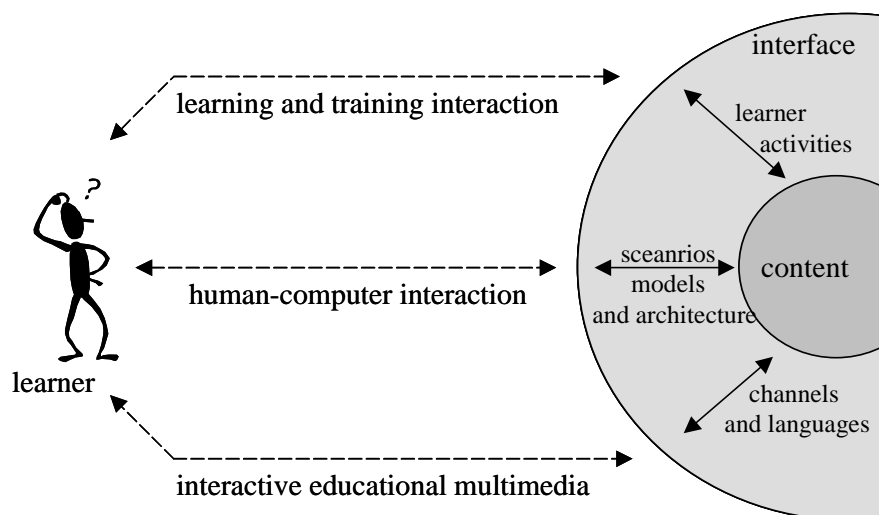 interface
learning and training interaction
learner
activities
?
sceanrios
content
models
human-computer interaction
and architecture
learner
channels
and languages
interactive educational multimedia